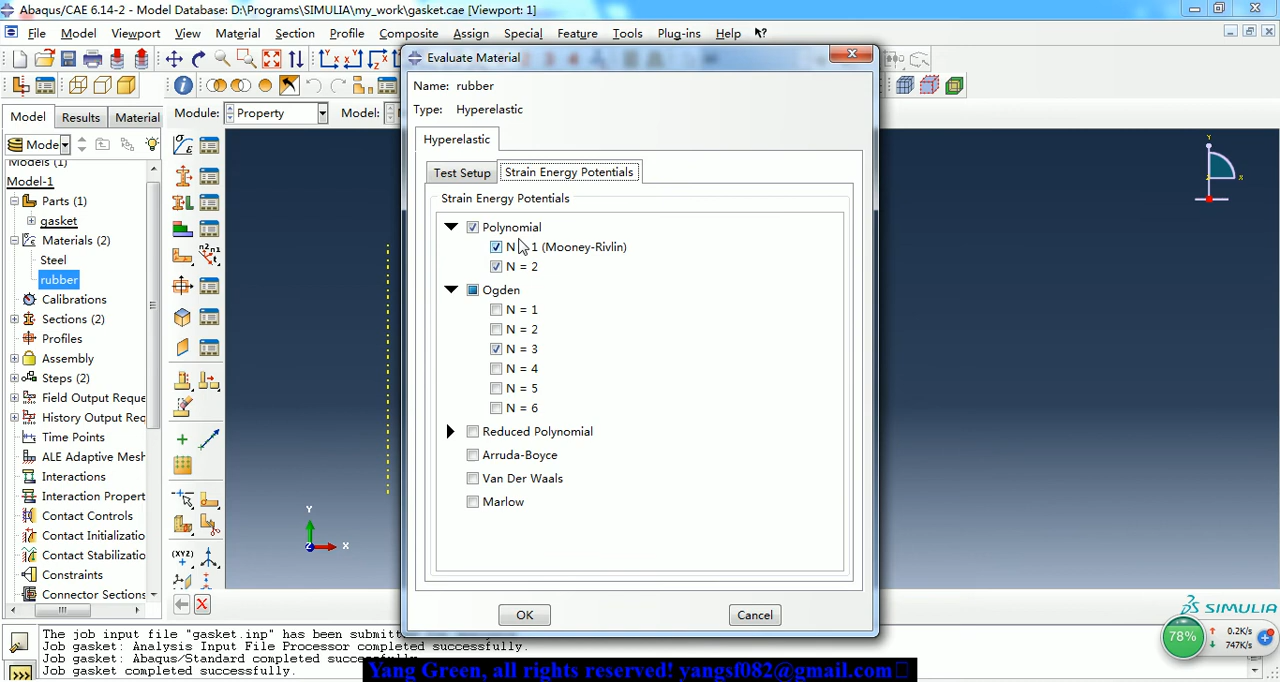 Abaqus/CAE 6.14-2 - Model Database: D:\Programs\SIMULIA\my_work\gasket.cae [Viewport: 1]
File Model Viewport View Material Section Profile Composite Assign Special Feature Tools Plug-ins Help
Evaluate Material
Name: rubber
Type: Hyperelastic
Module: Property Model:
Model Results Material
Hyperelastic
Mode
Test Setup Strain Energy Potentials
Models (1)
Model-1
Parts (1)
gasket
Materials (2)
Steel
rubber
Calibrations
Sections (2)
Profiles
Assembly
Steps (2)
Field Output Reque
History Output Req
Time Points
ALE Adaptive Mesh
Interactions
Interaction Propert
Contact Controls
Contact Initializatio
Contact Stabilizatio
Constraints
Connector Sections
Strain Energy Potentials
Polynomial
N = 1 (Mooney-Rivlin)
N = 2
Ogden
N = 1
N = 2
N = 3
N = 4
N = 5
N = 6
Reduced Polynomial
Arruda-Boyce
Van Der Waals
Marlow
OK Cancel
Y
X
Z
Y
X
SIMULIA
78%
0.2K/s
747K/s
The job input file "gasket.inp" has been submitted
Job gasket: Analysis Input File Processor completed successfully.
Job gasket: Abaqus/Standard completed successfully.
Job gasket completed successfully.
Yang Green, all rights reserved! yangsf082@gmail.com